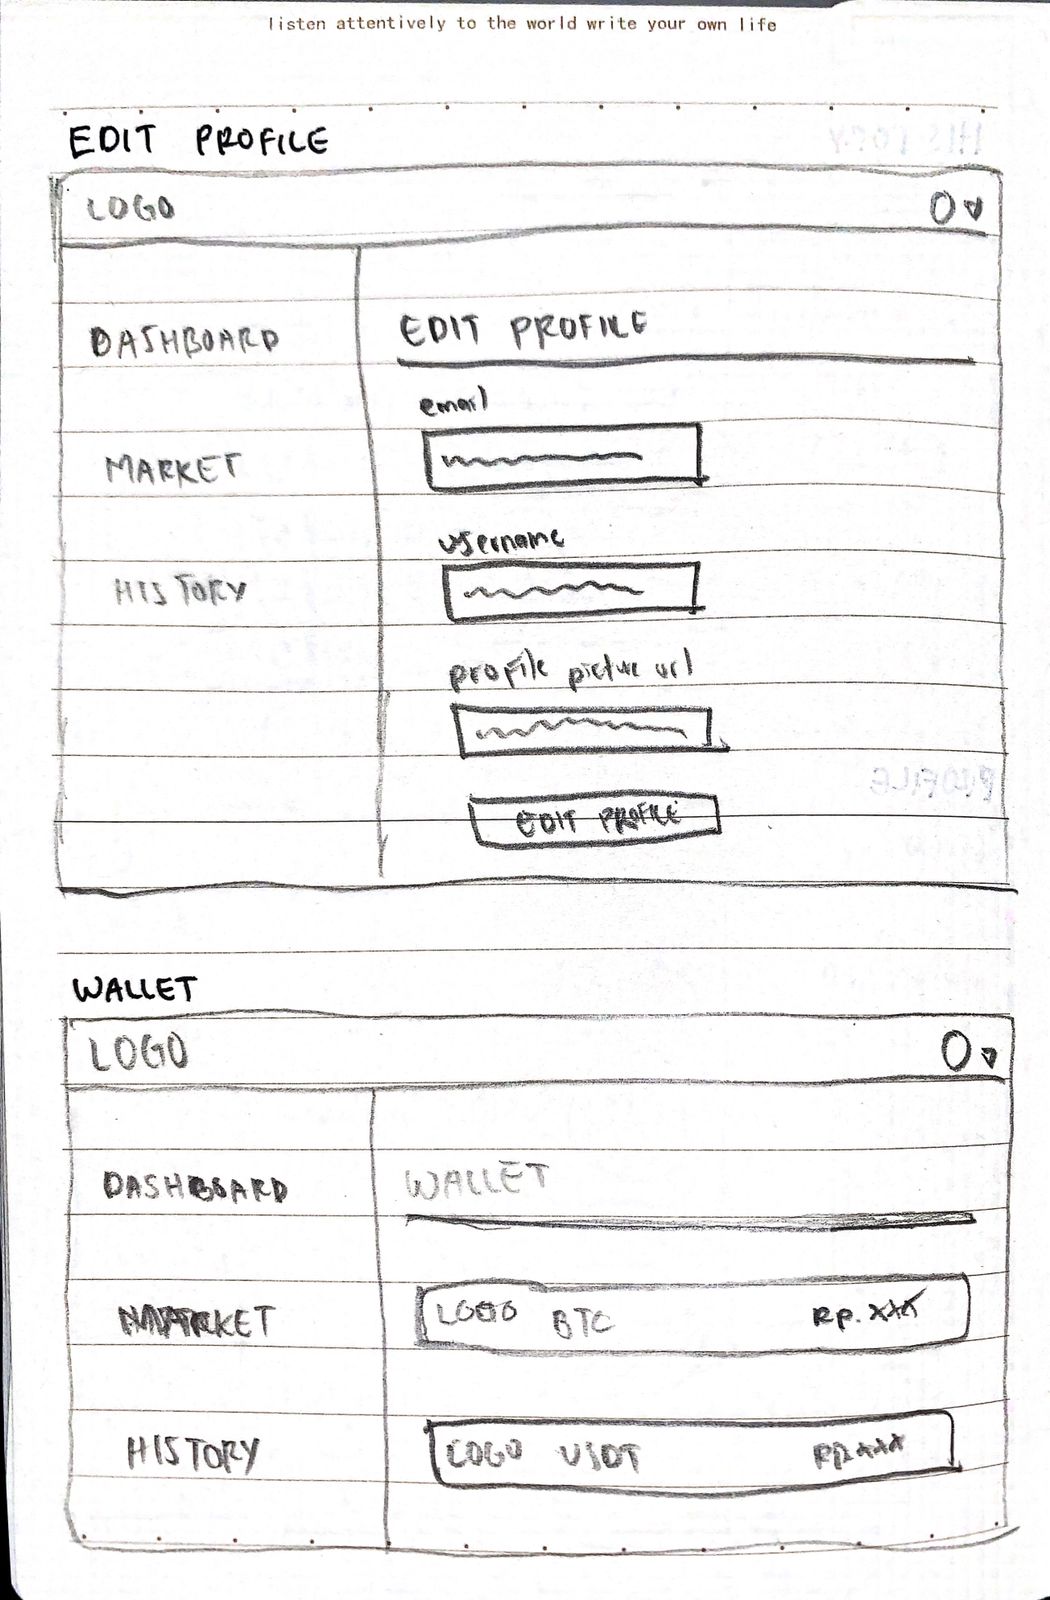 listen attentively to the world write your own life
EDIT PROFILE
LOGO
DASHBOARD
EDIT PROFILE
email
MARKET
username
HISTORY
profile picture url
EDIT PROFILE
WALLET
LOGO
DASHBOARD
WALLET
MARKET
LOGO BTC RP.XXX
HISTORY
LOGO USDT RP.XXX
HISTORY
PROFILE